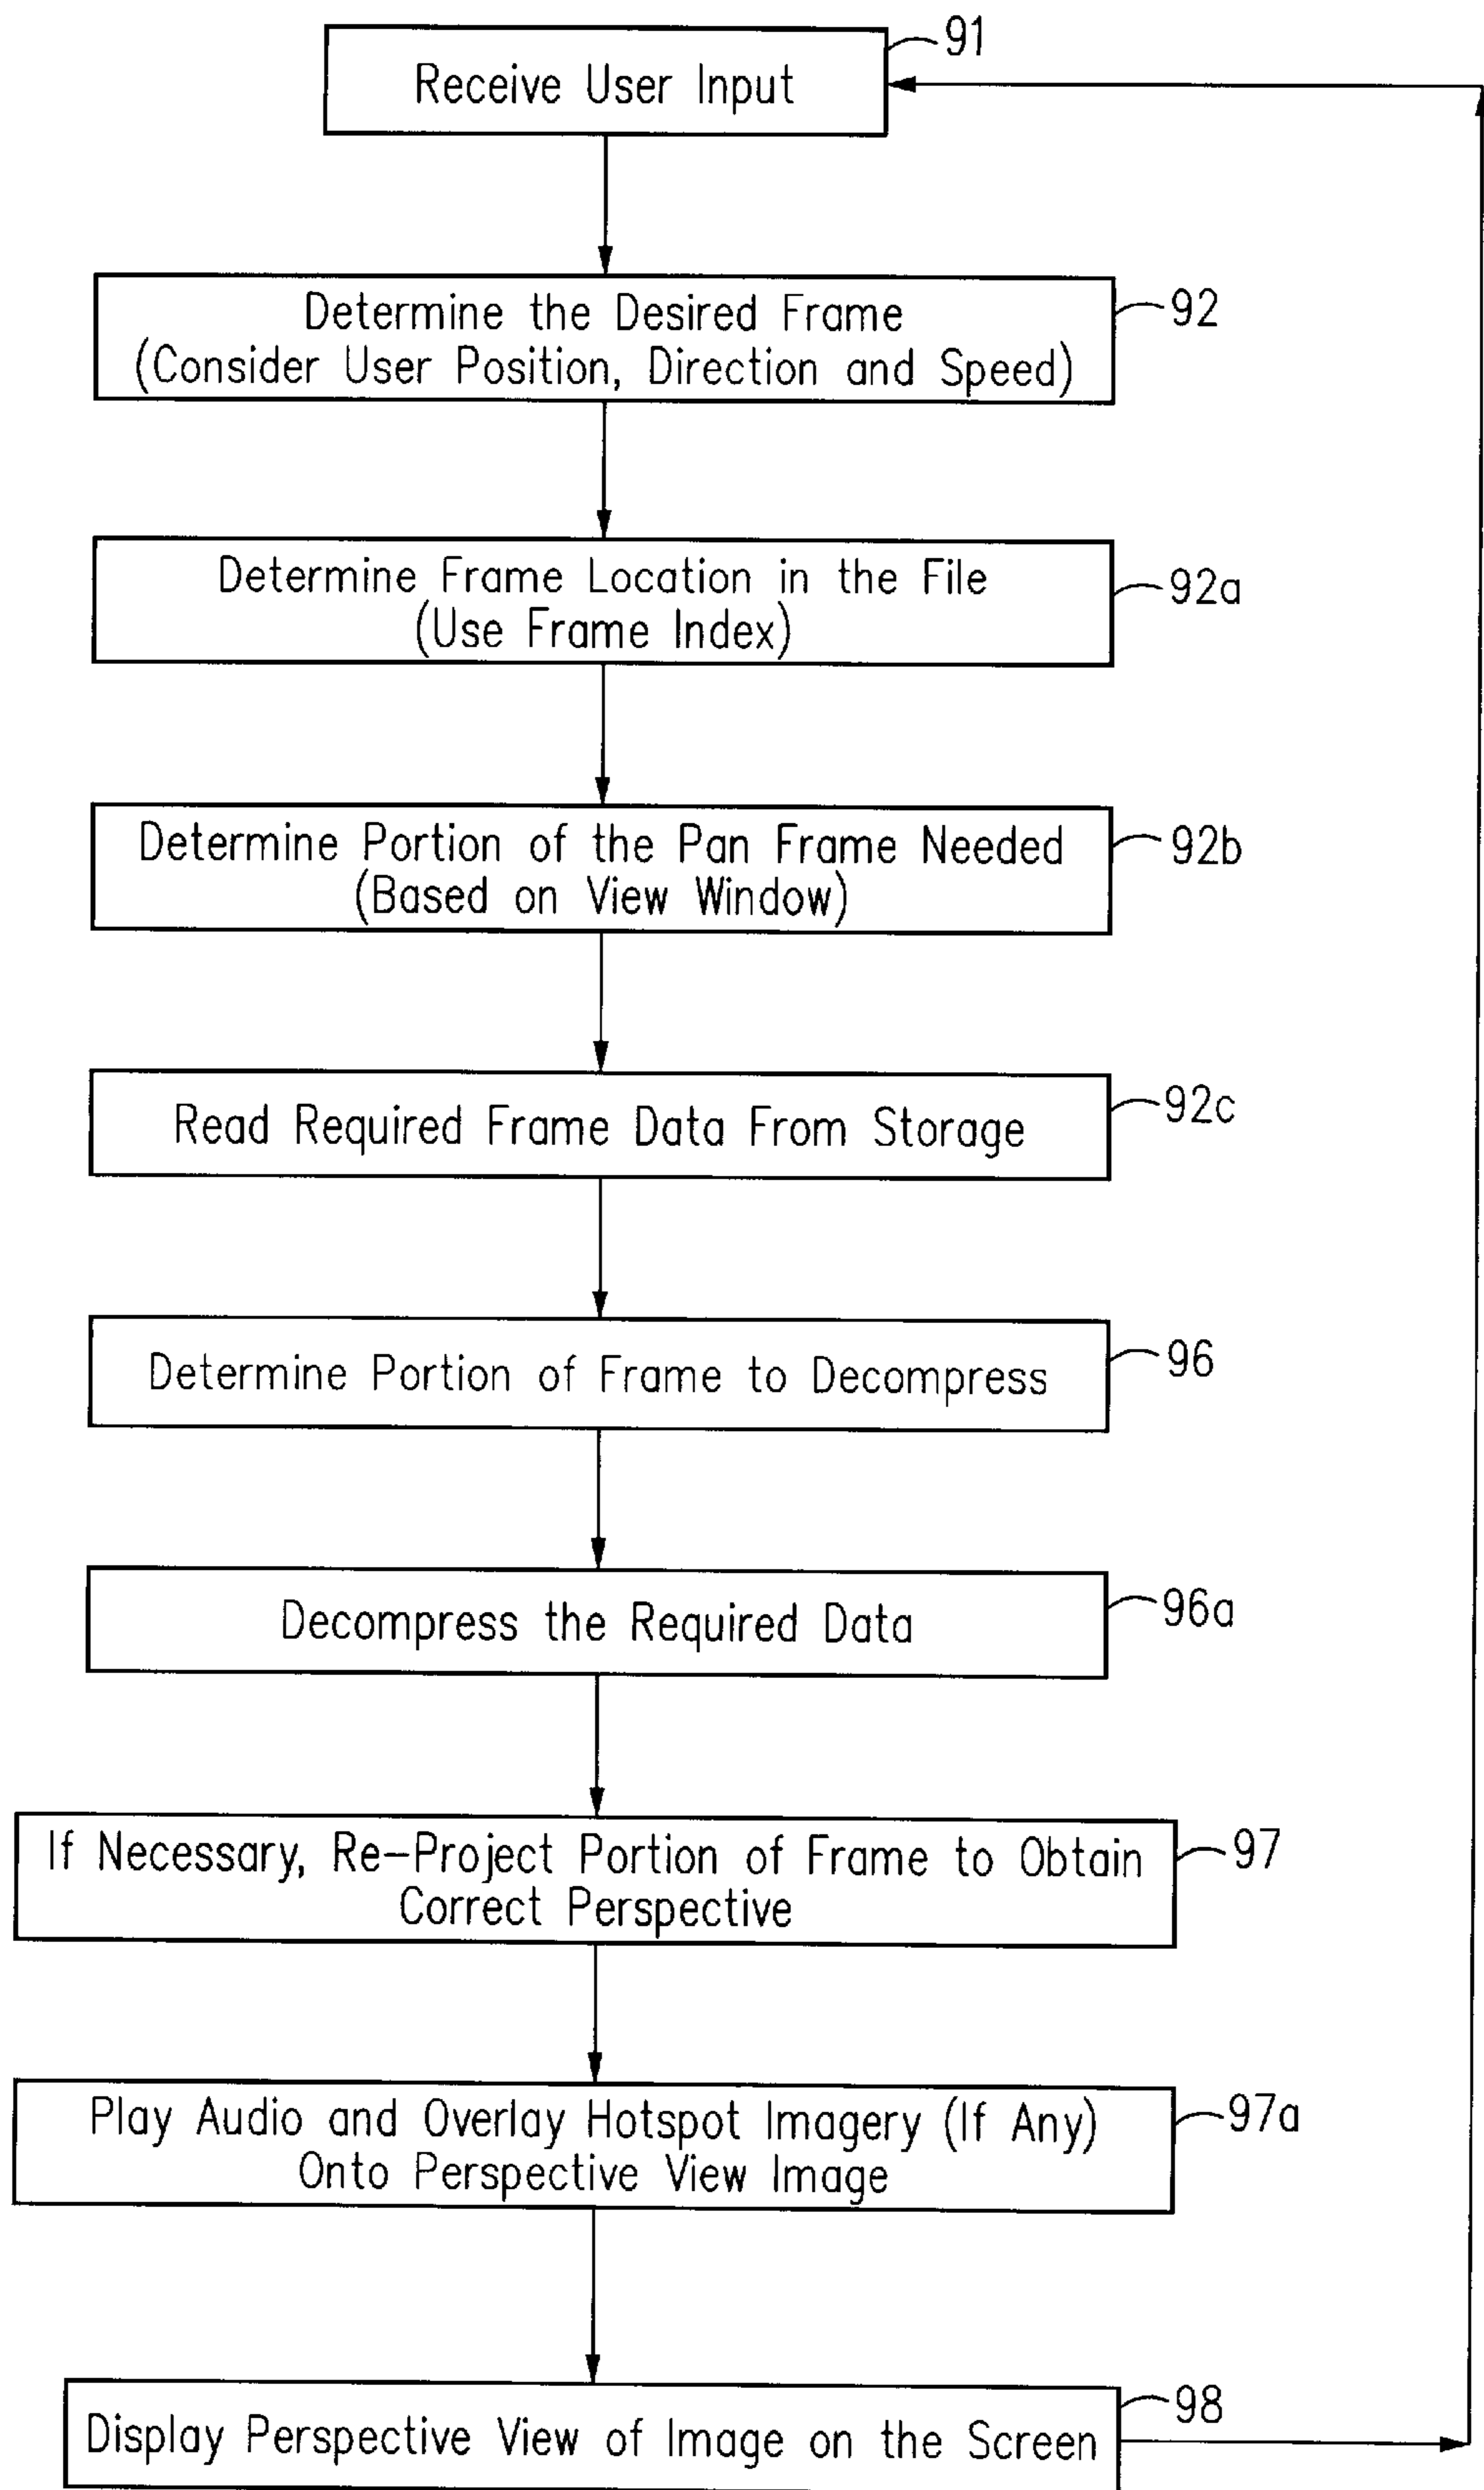 91
Receive User Input
92
Determine the Desired Frame
(Consider User Position, Direction and Speed)
92a
Determine Frame Location in the File
(Use Frame Index)
92b
Determine Portion of the Pan Frame Needed
(Based on View Window)
92c
Read Required Frame Data From Storage
96
Determine Portion of Frame to Decompress
96a
Decompress the Required Data
97
If Necessary, Re-Project Portion of Frame to Obtain
Correct Perspective
97a
Play Audio and Overlay Hotspot Imagery (If Any)
Onto Perspective View Image
98
Display Perspective View of Image on the Screen